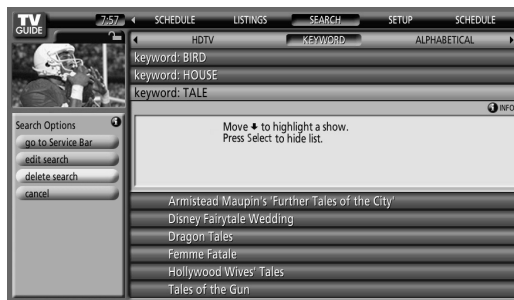 TV
GUIDE
7:57
SCHEDULE LISTINGS SEARCH SETUP SCHEDULE
HDTV KEYWORD ALPHABETICAL
keyword: BIRD
keyword: HOUSE
keyword: TALE
INFO
Search Options
go to Service Bar
edit search
delete search
cancel
Move to highlight a show.
Press Select to hide list.
Armistead Maupin's 'Further Tales of the City'
Disney Fairytale Wedding
Dragon Tales
Femme Fatale
Hollywood Wives' Tales
Tales of the Gun